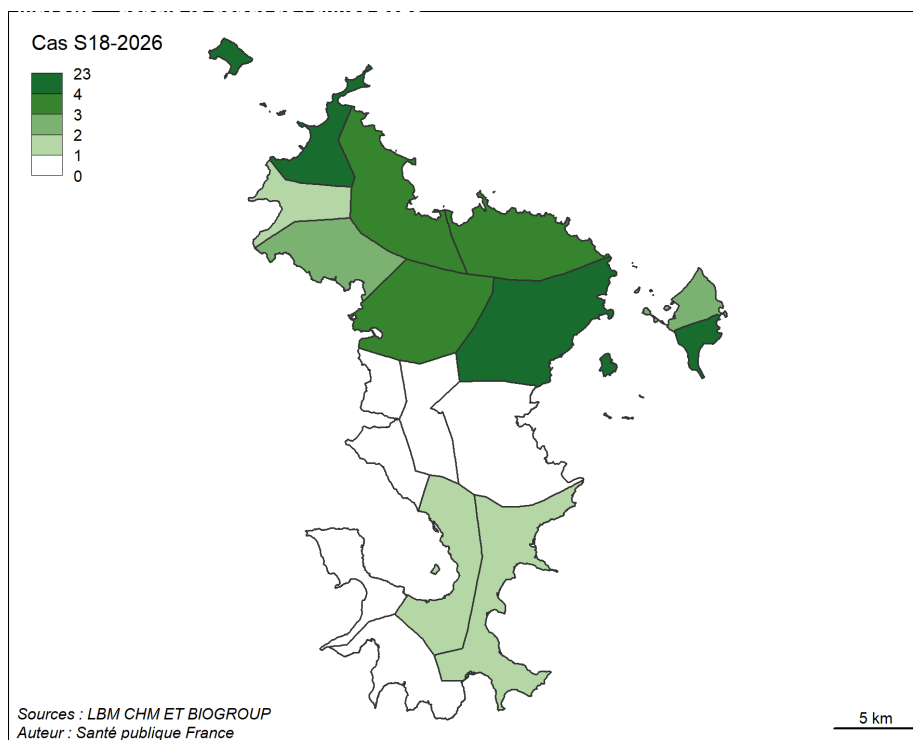 Cas S18-2026
23
4
3
2
1
0
Sources : LBM CHM ET BIOGROUP
Auteur : Santé publique France
5 km